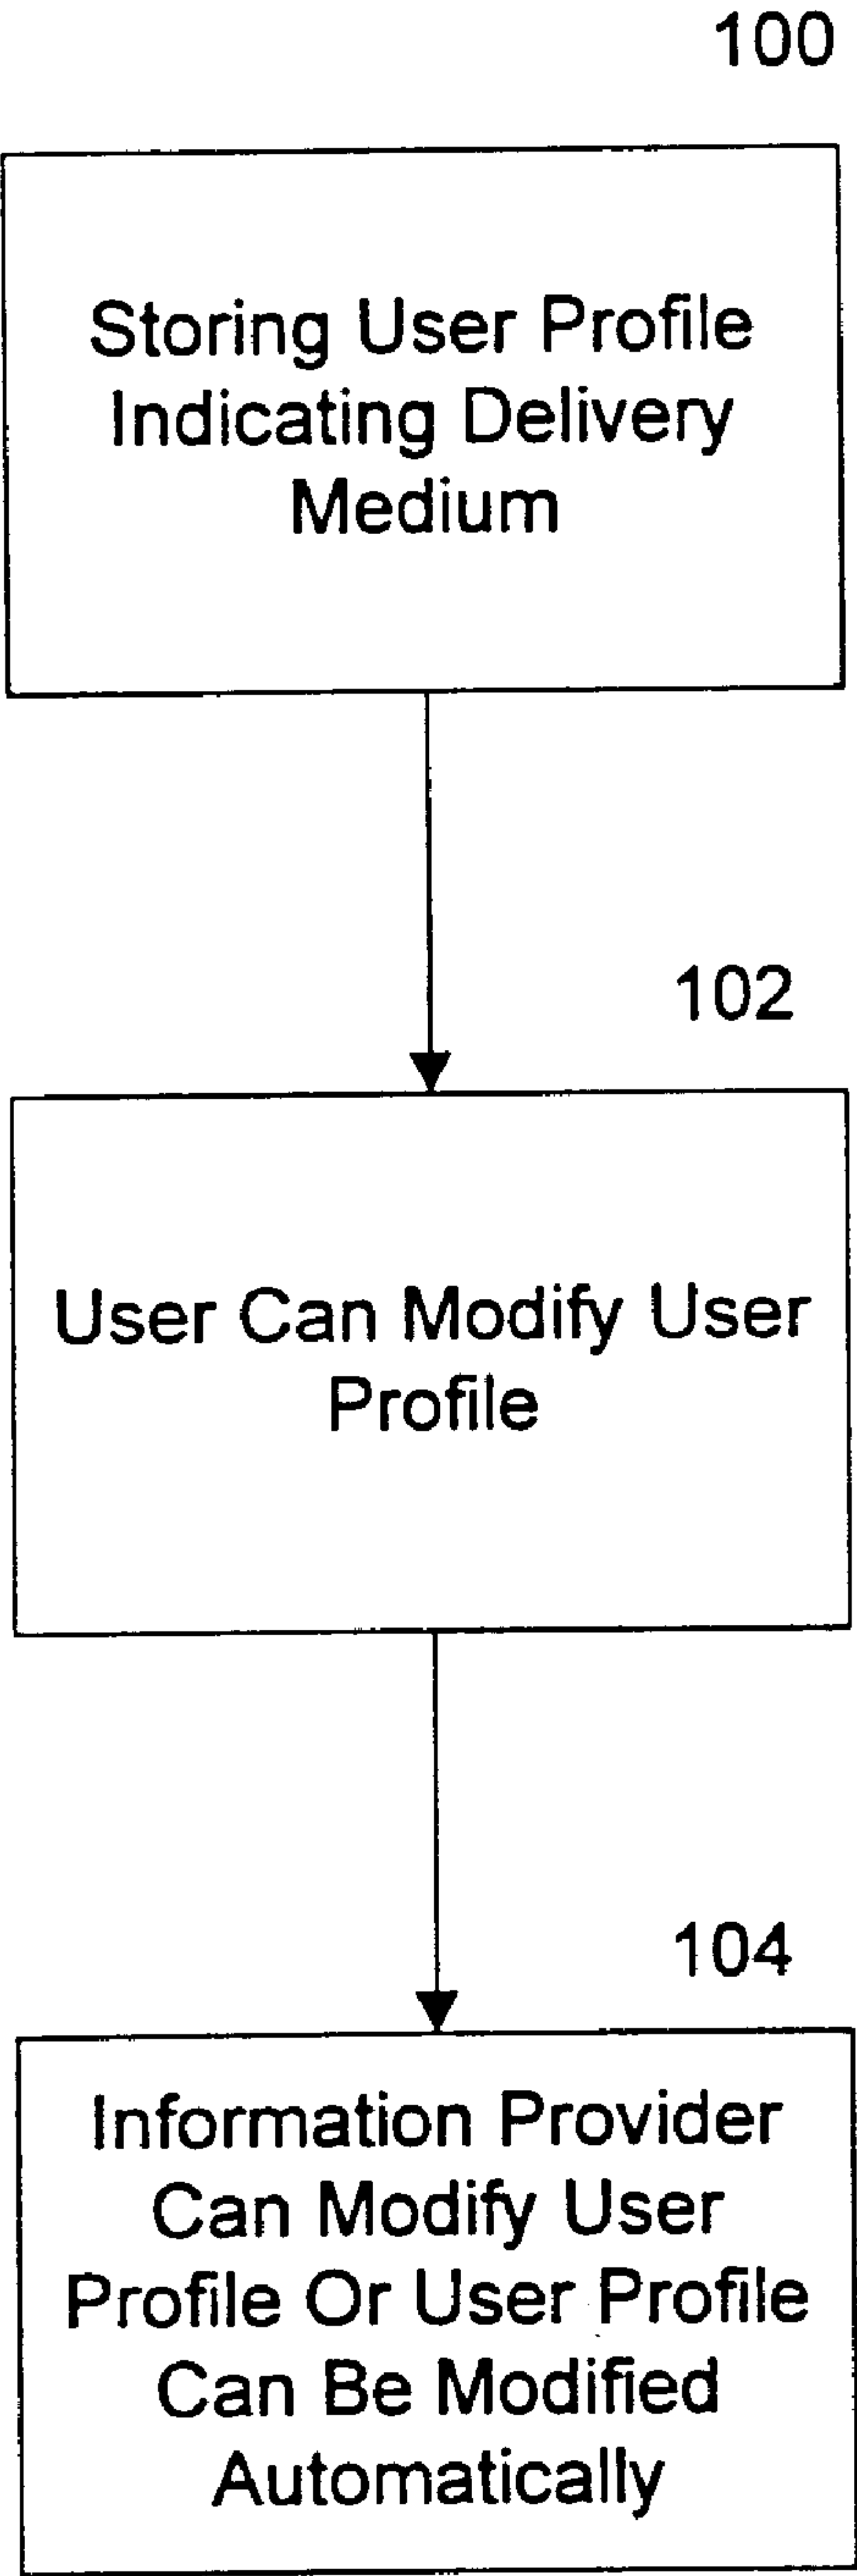 100
Storing User Profile
Indicating Delivery
Medium
102
User Can Modify User
Profile
104
Information Provider
Can Modify User
Profile Or User Profile
Can Be Modified
Automatically